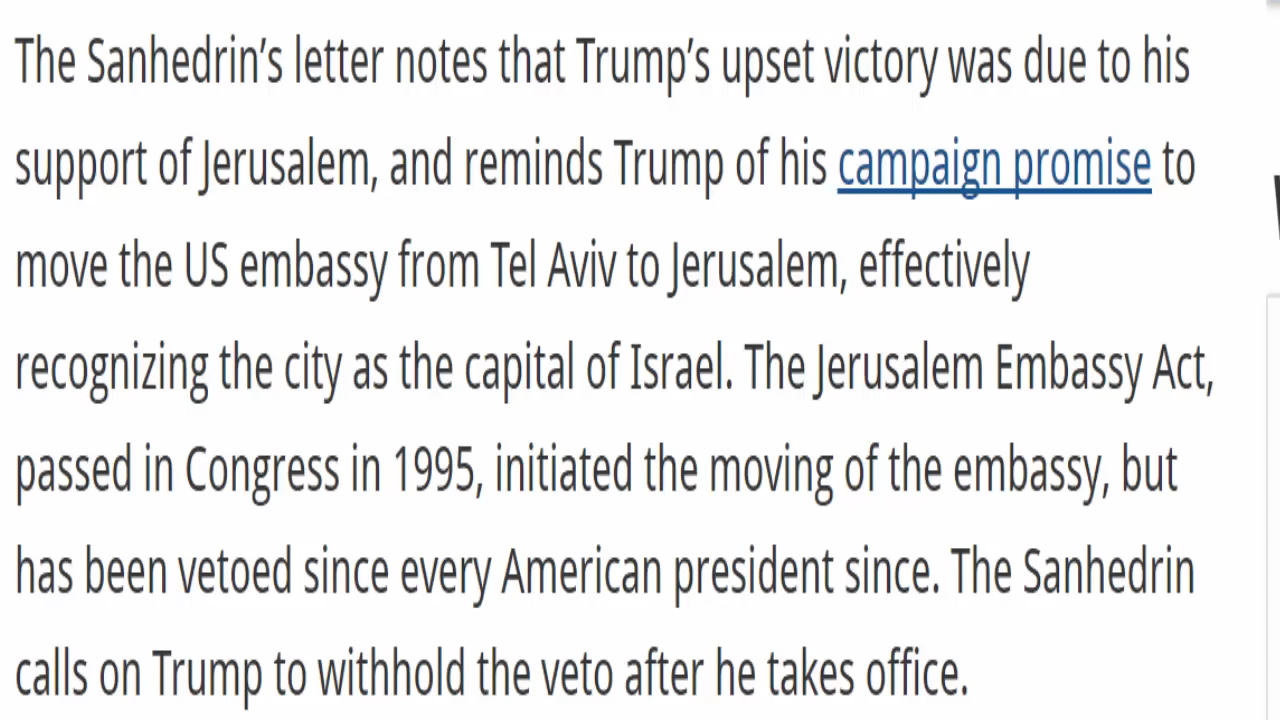 The Sanhedrin’s letter notes that Trump’s upset victory was due to his
support of Jerusalem, and reminds Trump of his campaign promise to
move the US embassy from Tel Aviv to Jerusalem, effectively
recognizing the city as the capital of Israel. The Jerusalem Embassy Act,
passed in Congress in 1995, initiated the moving of the embassy, but
has been vetoed since every American president since. The Sanhedrin
calls on Trump to withhold the veto after he takes office.